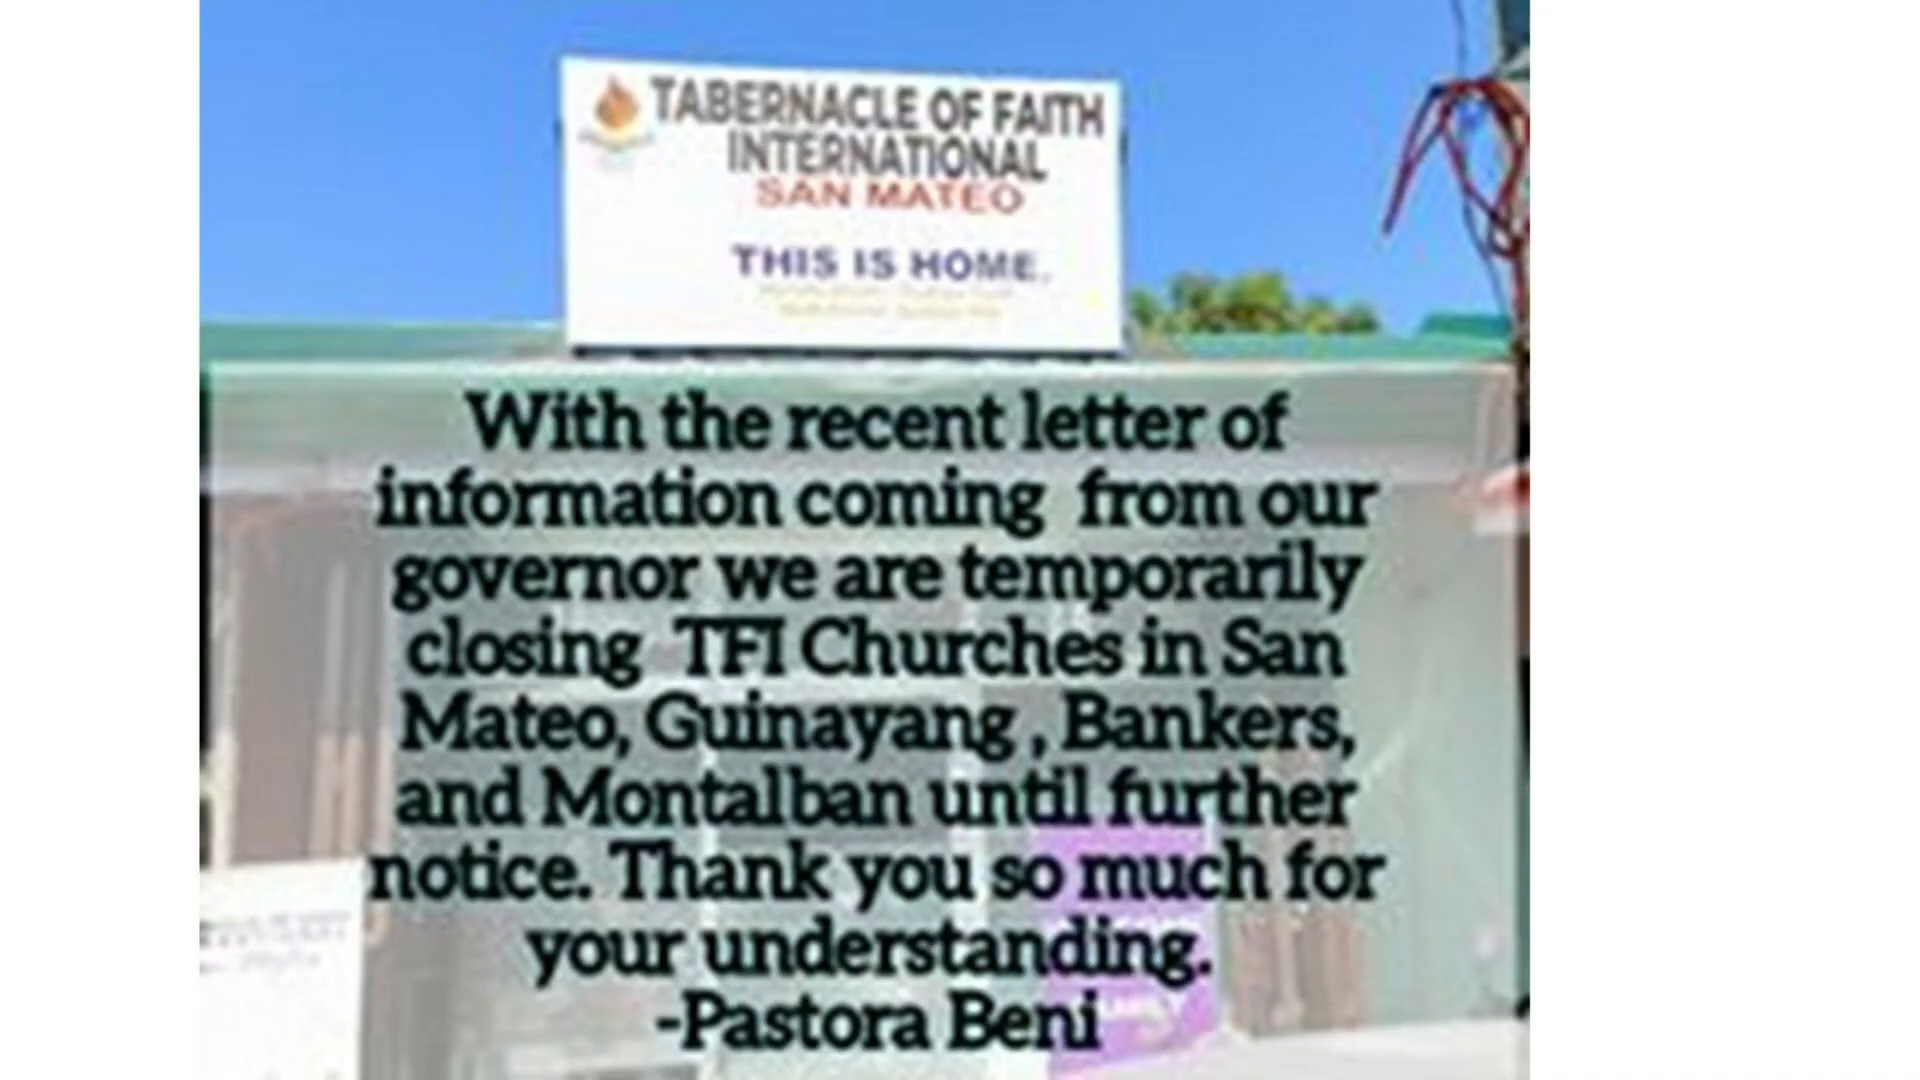 TABERNACLE OF FAITH
INTERNATIONAL
SAN MATEO
THIS IS HOME.
With the recent letter of
information coming from our
governor we are temporarily
closing TFI Churches in San
Mateo, Guinayang , Bankers,
and Montalban until further
notice. Thank you so much for
your understanding.
-Pastora Beni